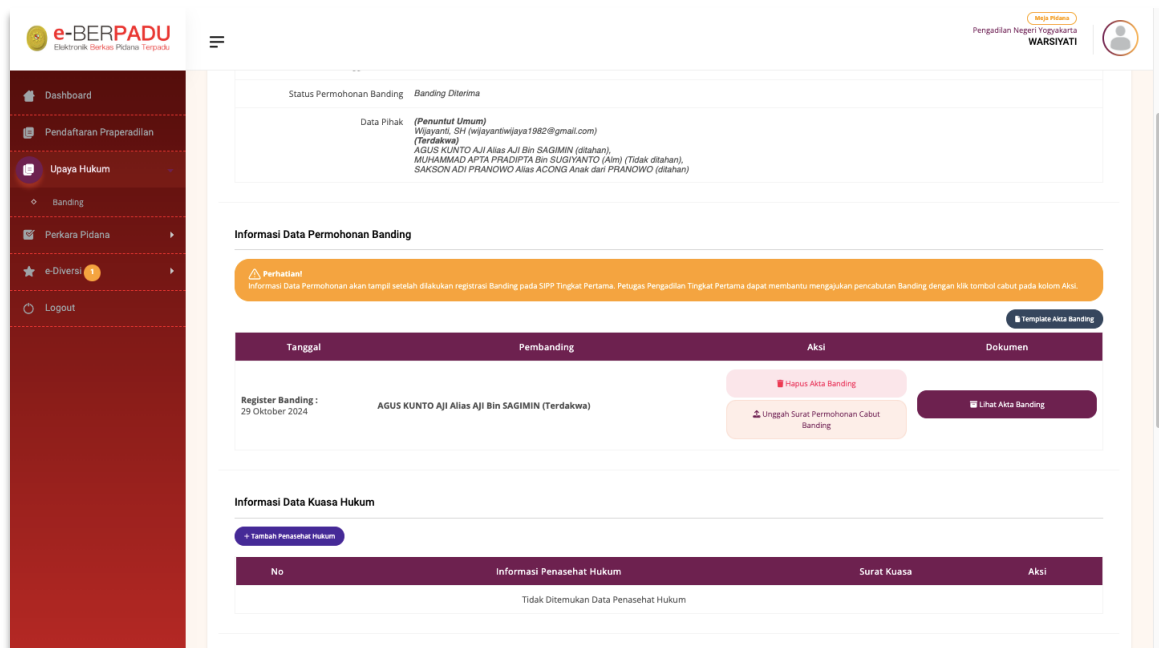 e-BERPADU
Elektronik Berkas Pidana Terpadu
Meja Pidana
Pengadilan Negeri Yogyakarta
WARSIYATI
Dashboard
Pendaftaran Praperadilan
Upaya Hukum
Banding
Perkara Pidana
e-Diversi 1
Logout
Status Permohonan Banding Banding Diterima
Data Pihak (Penuntut Umum)
Wijayanti, SH (wijayantiwijaya1982@gmail.com)
(Terdakwa)
AGUS KUNTO AJI Alias AJI Bin SAGIMIN (ditahan),
MUHAMMAD APTA PRADIPTA Bin SUGIYANTO (Alm) (Tidak ditahan),
SAKSON ADI PRANOWO Alias ACONG Anak dari PRANOWO (ditahan)
Informasi Data Permohonan Banding
Perhatian!
Informasi Data Permohonan akan tampil setelah dilakukan registrasi Banding pada SIPP Tingkat Pertama. Petugas Pengadilan Tingkat Pertama dapat membantu mengajukan pencabutan Banding dengan klik tombol cabut pada kolom Aksi.
Template Akta Banding
Tanggal Pembanding Aksi Dokumen
Register Banding :
29 Oktober 2024
AGUS KUNTO AJI Alias AJI Bin SAGIMIN (Terdakwa)
Hapus Akta Banding
Unggah Surat Permohonan Cabut
Banding
Lihat Akta Banding
Informasi Data Kuasa Hukum
+ Tambah Penasehat Hukum
No Informasi Penasehat Hukum Surat Kuasa Aksi
Tidak Ditemukan Data Penasehat Hukum